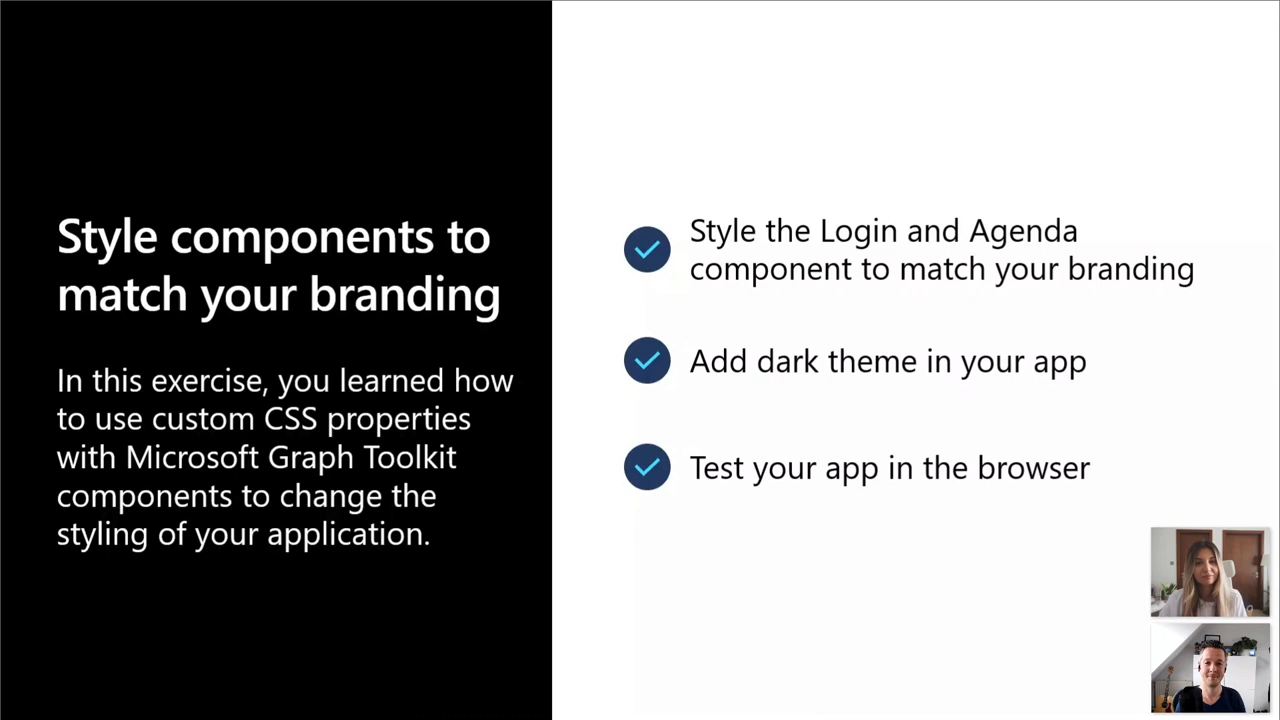 Style components to
match your branding
In this exercise, you learned how
to use custom CSS properties
with Microsoft Graph Toolkit
components to change the
styling of your application.
Style the Login and Agenda
component to match your branding
Add dark theme in your app
Test your app in the browser